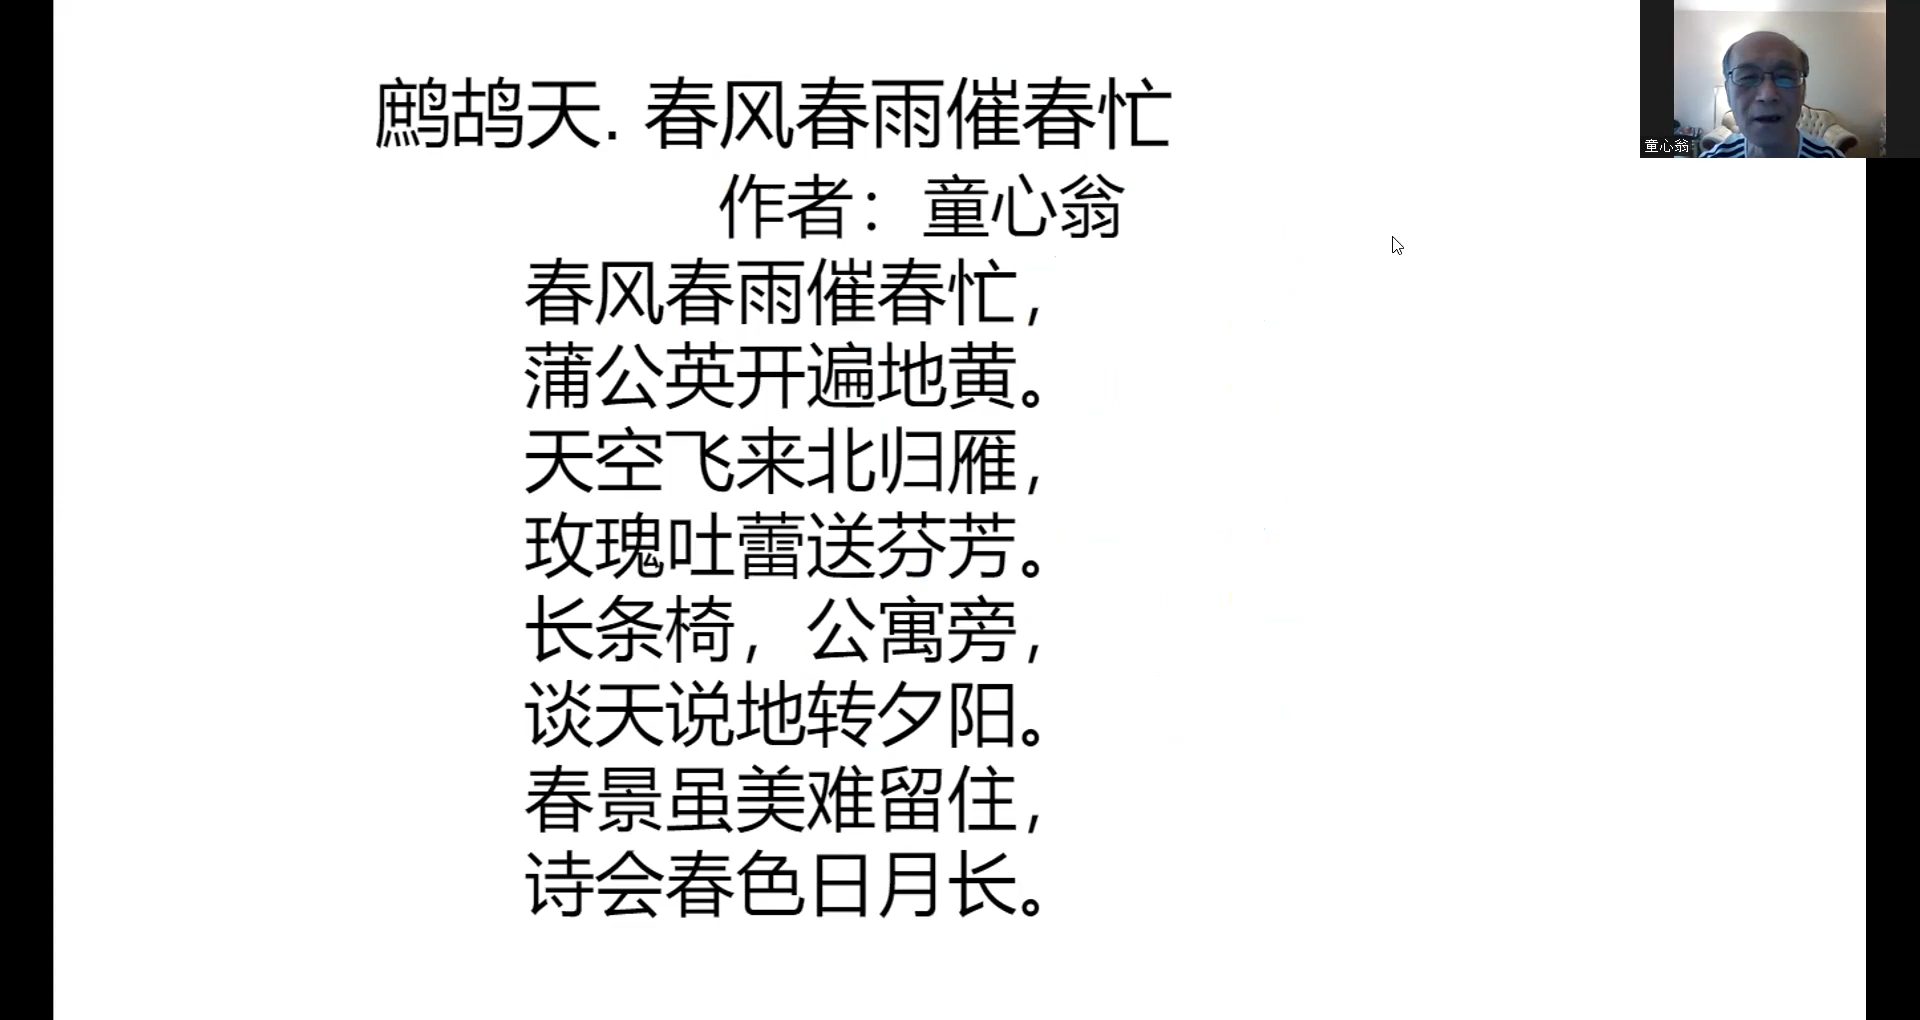 鹧鸪天. 春风春雨催春忙
作者：童心翁
春风春雨催春忙，
蒲公英开遍地黄。
天空飞来北归雁，
玫瑰吐蕾送芬芳。
长条椅，公寓旁，
谈天说地转夕阳。
春景虽美难留住，
诗会春色日月长。
童心翁